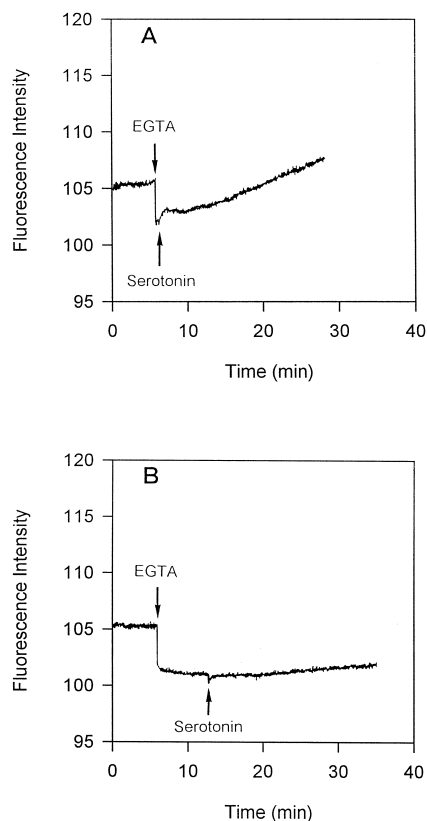 A
120
115
110
105
100
95
Fluorescence Intensity
EGTA
Serotonin
0 10 20 30 40
Time (min)
B
120
115
110
105
100
95
Fluorescence Intensity
EGTA
Serotonin
0 10 20 30 40
Time (min)